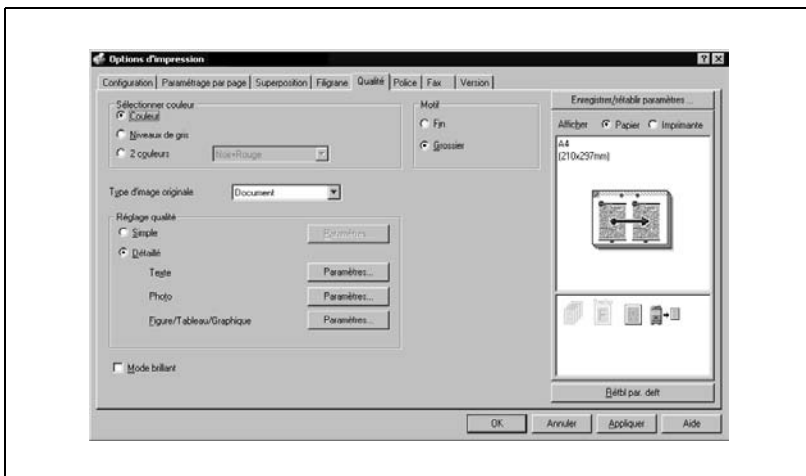 Options d'impression
Configuration Paramétrage par page Superposition Filigrane Qualité Police Fax Version
Sélectionner couleur
Couleur
Niveaux de gris
2 couleurs Noir+Rouge
Motif
Fin
Grossier
Type d'image originale Document
Réglage qualité
Simple Paramètres...
Détaillé
Texte Paramètres...
Photo Paramètres...
Figure/Tableau/Graphique Paramètres...
Mode brillant
Enregistrer/rétablir paramètres ...
Afficher Papier Imprimante
A4
(210x297mm)
Rétbl par. deft
OK Annuler Appliquer Aide